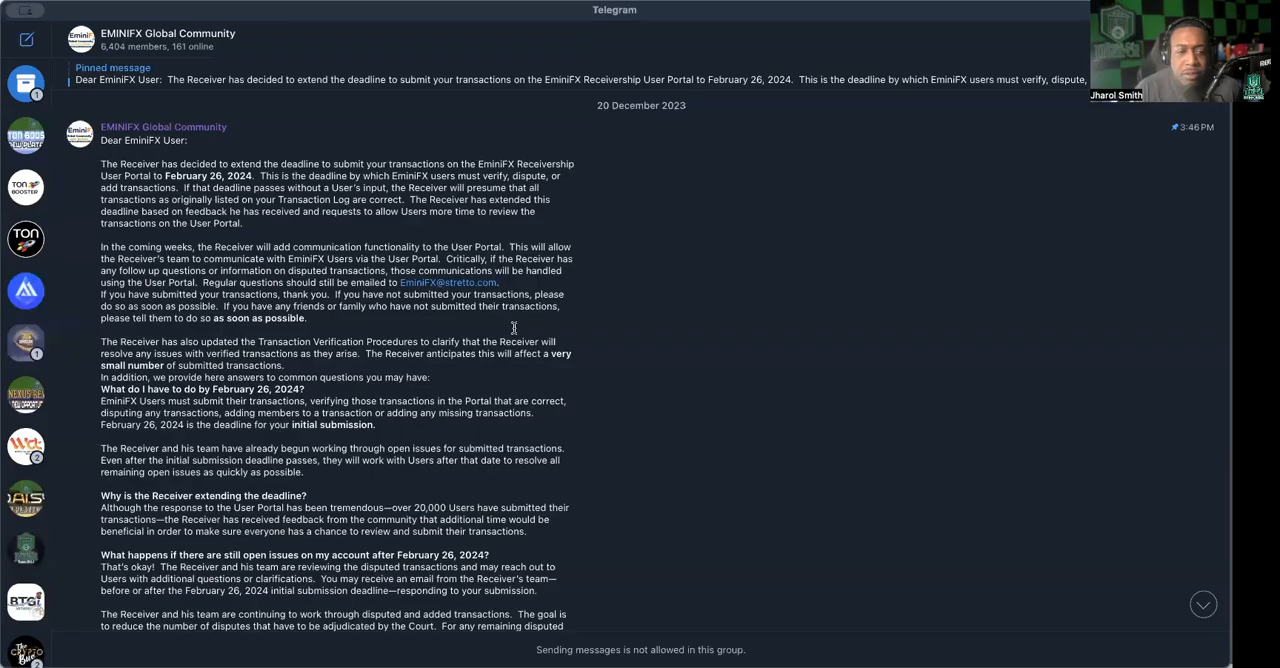 Telegram
EMINIFX Global Community
6,404 members, 161 online
Pinned message
Dear EminiFX User:  The Receiver has decided to extend the deadline to submit your transactions on the EminiFX Receivership User Portal to February 26, 2024.  This is the deadline by which EminiFX users must verify, dispute,
Jharol Smith
20 December 2023
EMINIFX Global Community
3:46 PM
Dear EminiFX User:
The Receiver has decided to extend the deadline to submit your transactions on the EminiFX Receivership
User Portal to February 26, 2024.  This is the deadline by which EminiFX users must verify, dispute, or
add transactions.  If that deadline passes without a User's input, the Receiver will presume that all
transactions as originally listed on your Transaction Log are correct.  The Receiver has extended this
deadline based on feedback he has received and requests to allow Users more time to review the
transactions on the User Portal.
In the coming weeks, the Receiver will add communication functionality to the User Portal.  This will allow
the Receiver's team to communicate with EminiFX Users via the User Portal.  Critically, if the Receiver has
any follow up questions or information on disputed transactions, those communications will be handled
using the User Portal.  Regular questions should still be emailed to EminiFX@stretto.com.
If you have submitted your transactions, thank you.  If you have not submitted your transactions, please
do so as soon as possible.  If you have any friends or family who have not submitted their transactions,
please tell them to do so as soon as possible.
The Receiver has also updated the Transaction Verification Procedures to clarify that the Receiver will
resolve any issues with verified transactions as they arise.  The Receiver anticipates this will affect a very
small number of submitted transactions.
In addition, we provide here answers to common questions you may have:
What do I have to do by February 26, 2024?
EminiFX Users must submit their transactions, verifying those transactions in the Portal that are correct,
disputing any transactions, adding members to a transaction or adding any missing transactions.
February 26, 2024 is the deadline for your initial submission.
The Receiver and his team have already begun working through open issues for submitted transactions.
Even after the initial submission deadline passes, they will work with Users after that date to resolve all
remaining open issues as quickly as possible.
Why is the Receiver extending the deadline?
Although the response to the User Portal has been tremendous—over 20,000 Users have submitted their
transactions—the Receiver has received feedback from the community that additional time would be
beneficial in order to make sure everyone has a chance to review and submit their transactions.
What happens if there are still open issues on my account after February 26, 2024?
That's okay!  The Receiver and his team are reviewing the disputed transactions and may reach out to
Users with additional questions or clarifications.  You may receive an email from the Receiver's team—
before or after the February 26, 2024 initial submission deadline—responding to your submission.
The Receiver and his team are continuing to work through disputed and added transactions.  The goal is
to reduce the number of disputes that have to be adjudicated by the Court.  For any remaining disputed
Sending messages is not allowed in this group.
1
TON
BOOSTER
TON
1
2
BTG
The
2